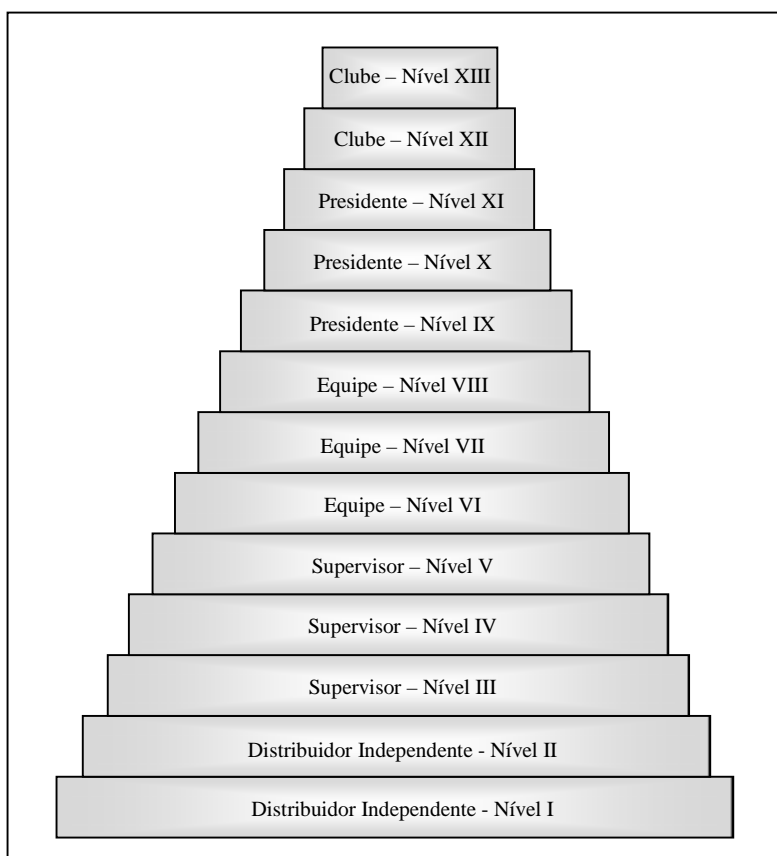 Clube – Nível XIII
Clube – Nível XII
Presidente – Nível XI
Presidente – Nível X
Presidente – Nível IX
Equipe – Nível VIII
Equipe – Nível VII
Equipe – Nível VI
Supervisor – Nível V
Supervisor – Nível IV
Supervisor – Nível III
Distribuidor Independente - Nível II
Distribuidor Independente - Nível I